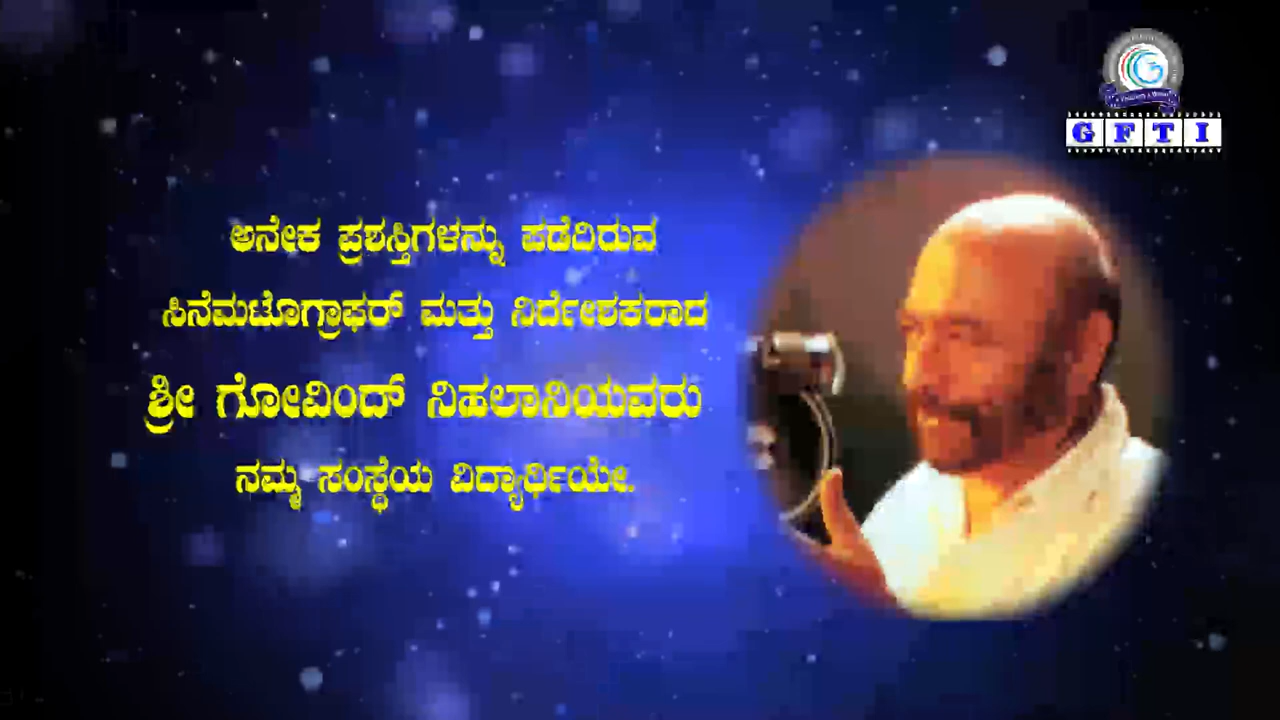 GFTI
ಅನೇಕ ಪ್ರಶಸ್ತಿಗಳನ್ನು ಪಡೆದಿರುವ
ಸಿನೆಮಟೊಗ್ರಾಫರ್ ಮತ್ತು ನಿರ್ದೇಶಕರಾದ
ಶ್ರೀ ಗೋವಿಂದ್ ನಿಹಲಾನಿಯವರು
ನಮ್ಮ ಸಂಸ್ಥೆಯ ವಿದ್ಯಾರ್ಥಿಯೇ.